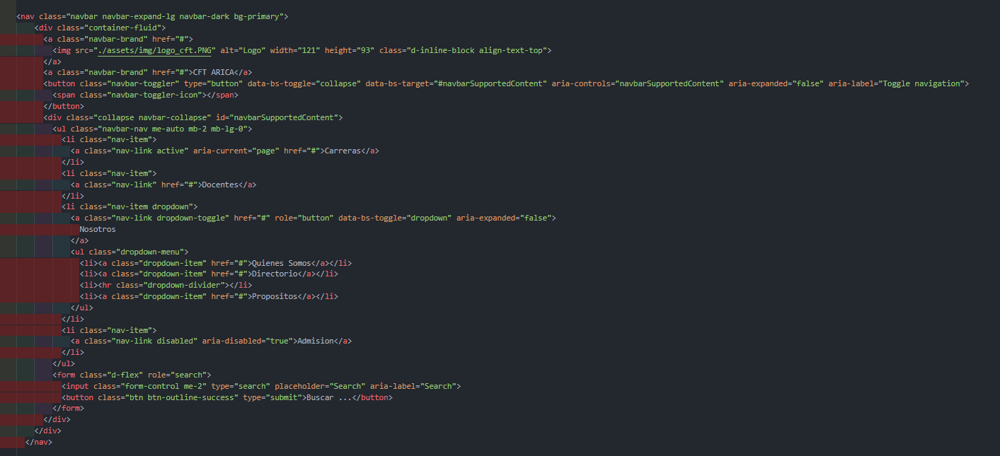 <nav class="navbar navbar-expand-lg navbar-dark bg-primary">
<div class="container-fluid">
<a class="navbar-brand" href="#">
<img src="./assets/img/logo_cft.PNG" alt="Logo" width="121" height="93" class="d-inline-block align-text-top">
</a>
<a class="navbar-brand" href="#">CFT ARICA</a>
<button class="navbar-toggler" type="button" data-bs-toggle="collapse" data-bs-target="#navbarSupportedContent" aria-controls="navbarSupportedContent" aria-expanded="false" aria-label="Toggle navigation">
<span class="navbar-toggler-icon"></span>
</button>
<div class="collapse navbar-collapse" id="navbarSupportedContent">
<ul class="navbar-nav me-auto mb-2 mb-lg-0">
<li class="nav-item">
<a class="nav-link active" aria-current="page" href="#">Carreras</a>
</li>
<li class="nav-item">
<a class="nav-link" href="#">Docentes</a>
</li>
<li class="nav-item dropdown">
<a class="nav-link dropdown-toggle" href="#" role="button" data-bs-toggle="dropdown" aria-expanded="false">
Nosotros
</a>
<ul class="dropdown-menu">
<li><a class="dropdown-item" href="#">Quienes Somos</a></li>
<li><a class="dropdown-item" href="#">Directorio</a></li>
<li><hr class="dropdown-divider"></li>
<li><a class="dropdown-item" href="#">Propositos</a></li>
</ul>
</li>
<li class="nav-item">
<a class="nav-link disabled" aria-disabled="true">Admision</a>
</li>
</ul>
<form class="d-flex" role="search">
<input class="form-control me-2" type="search" placeholder="Search" aria-label="Search">
<button class="btn btn-outline-success" type="submit">Buscar ...</button>
</form>
</div>
</div>
</nav>